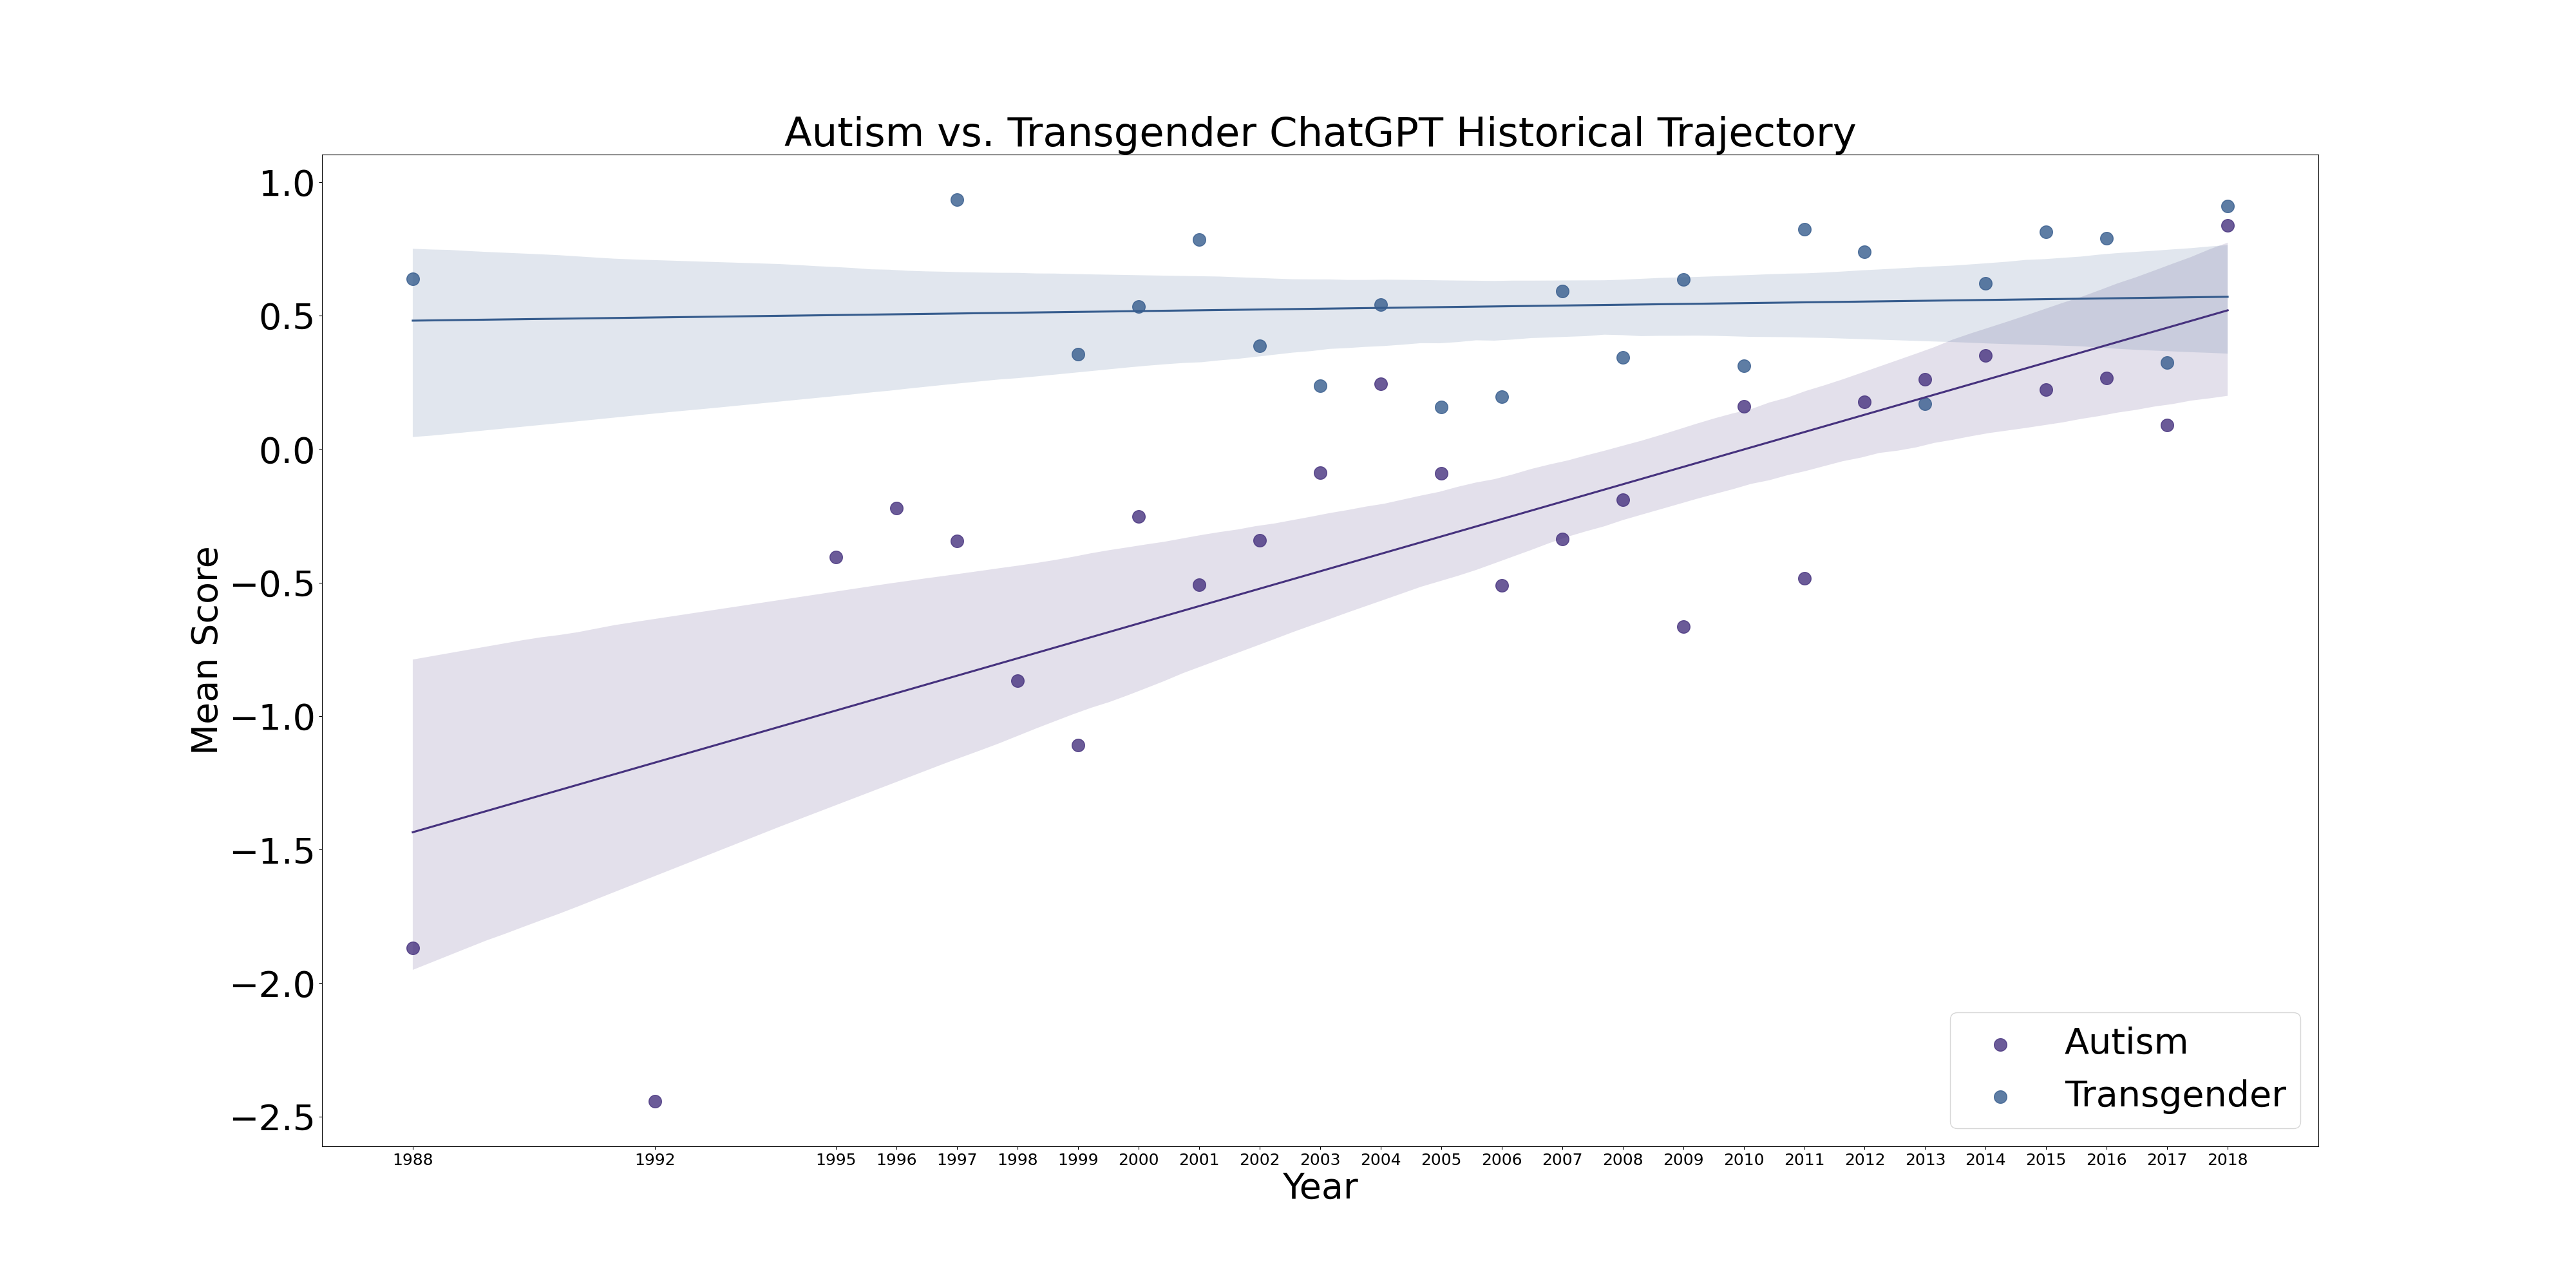 Autism vs. Transgender ChatGPT Historical Trajectory
1.0
0.5
0.0
−0.5
−1.0
−1.5
−2.0
−2.5
Mean Score
Autism
Transgender
1988 1992 1995 1996 1997 1998 1999 2000 2001 2002 2003 2004 2005 2006 2007 2008 2009 2010 2011 2012 2013 2014 2015 2016 2017 2018
Year